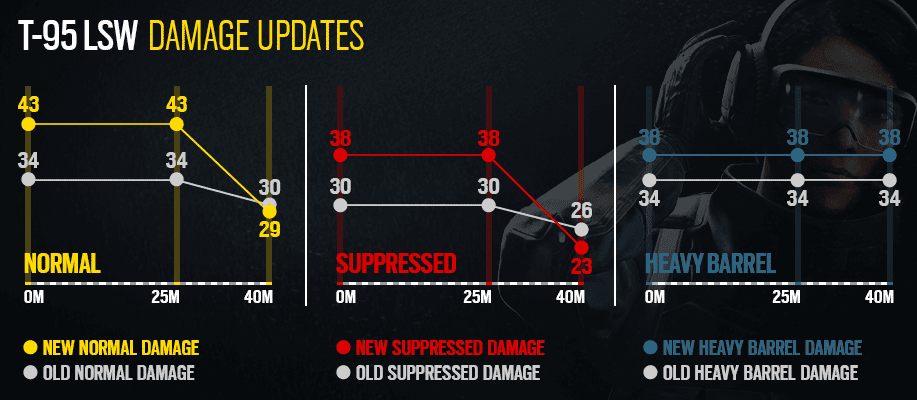 T-95 LSW DAMAGE UPDATES
43 43
34 34 30
29
NORMAL
0M 25M 40M
NEW NORMAL DAMAGE
OLD NORMAL DAMAGE
38 38
30 30 26
23
SUPPRESSED
0M 25M 40M
NEW SUPPRESSED DAMAGE
OLD SUPPRESSED DAMAGE
38 38 38
34 34 34
HEAVY BARREL
0M 25M 40M
NEW HEAVY BARREL DAMAGE
OLD HEAVY BARREL DAMAGE